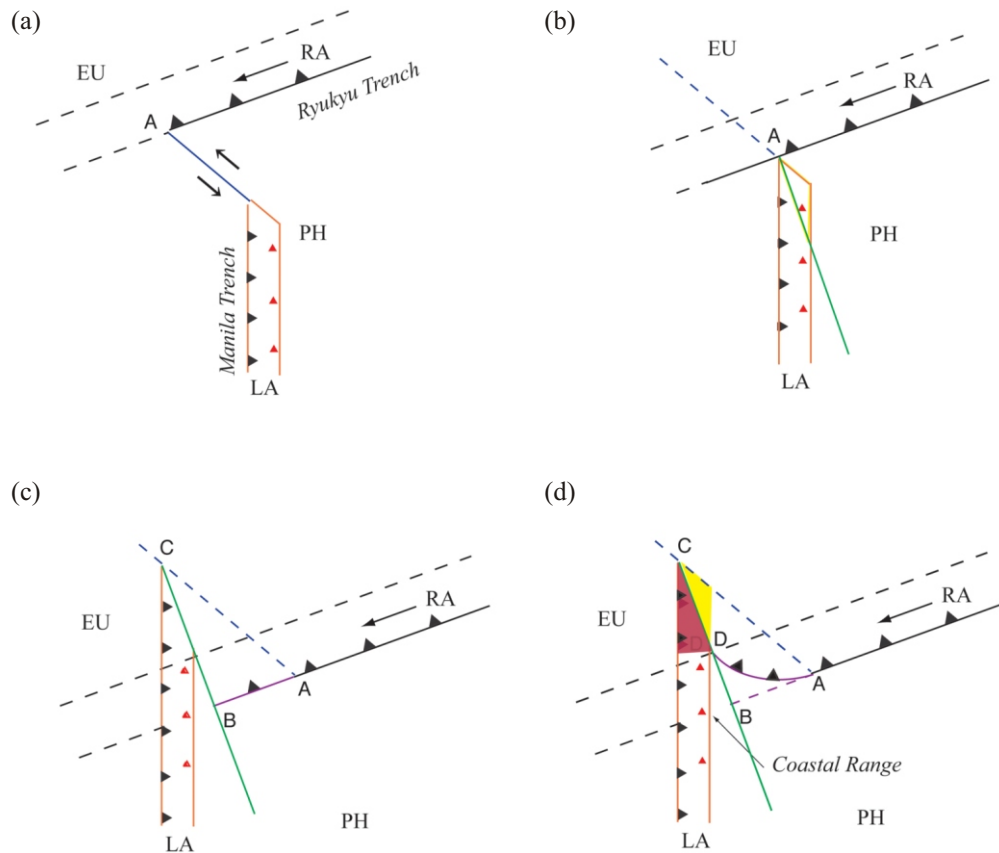 (a)
EU
RA
Ryukyu Trench
A
PH
Manila Trench
LA
(b)
EU
RA
A
PH
LA
(c)
C
EU
RA
A
B
PH
LA
(d)
C
EU
RA
D
D
A
B
Coastal Range
PH
LA